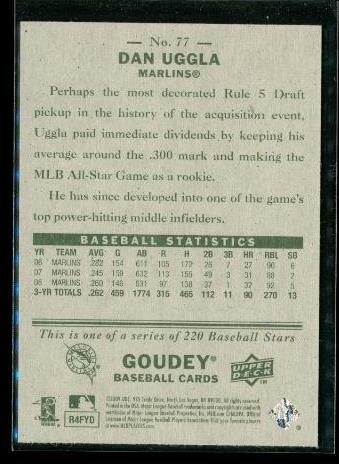 — No. 77 —
DAN UGGLA
MARLINS®
Perhaps the most decorated Rule 5 Draft
pickup in the history of the acquisition event,
Uggla paid immediate dividends by keeping his
average around the .300 mark and making the
MLB All-Star Game as a rookie.
He has since developed into one of the game's
top power-hitting middle infielders.
BASEBALL STATISTICS
YR TEAM AVG G AB R H 2B 3B HR RBI SB
06 MARLINS .282 154 611 105 172 26 7 27 90 6
07 MARLINS .245 159 632 113 155 49 3 31 88 2
08 MARLINS .260 146 531 97 138 37 1 32 92 5
3-YR TOTALS .262 459 1774 315 465 112 11 90 270 13
This is one of a series of 220 Baseball Stars
GOUDEY®
BASEBALL CARDS
UPPER DECK
R4FYD